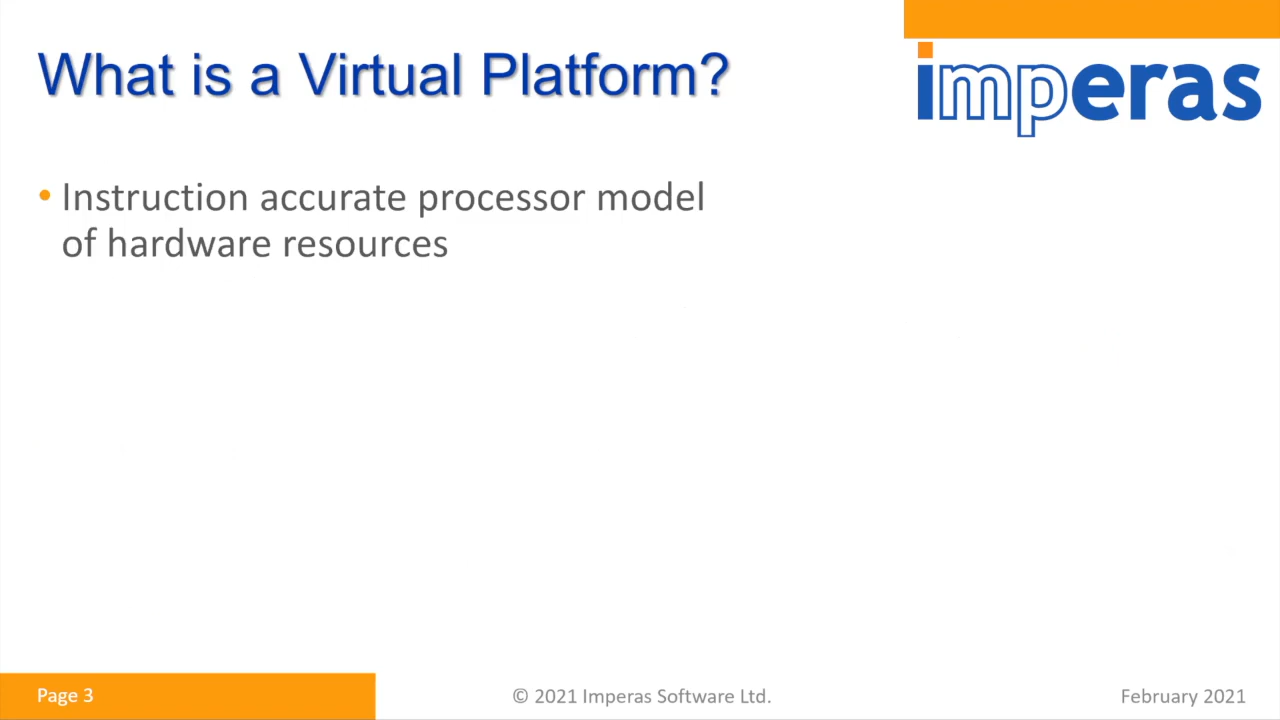 What is a Virtual Platform?
imperas
• Instruction accurate processor model
of hardware resources
Page 3
© 2021 Imperas Software Ltd.
February 2021